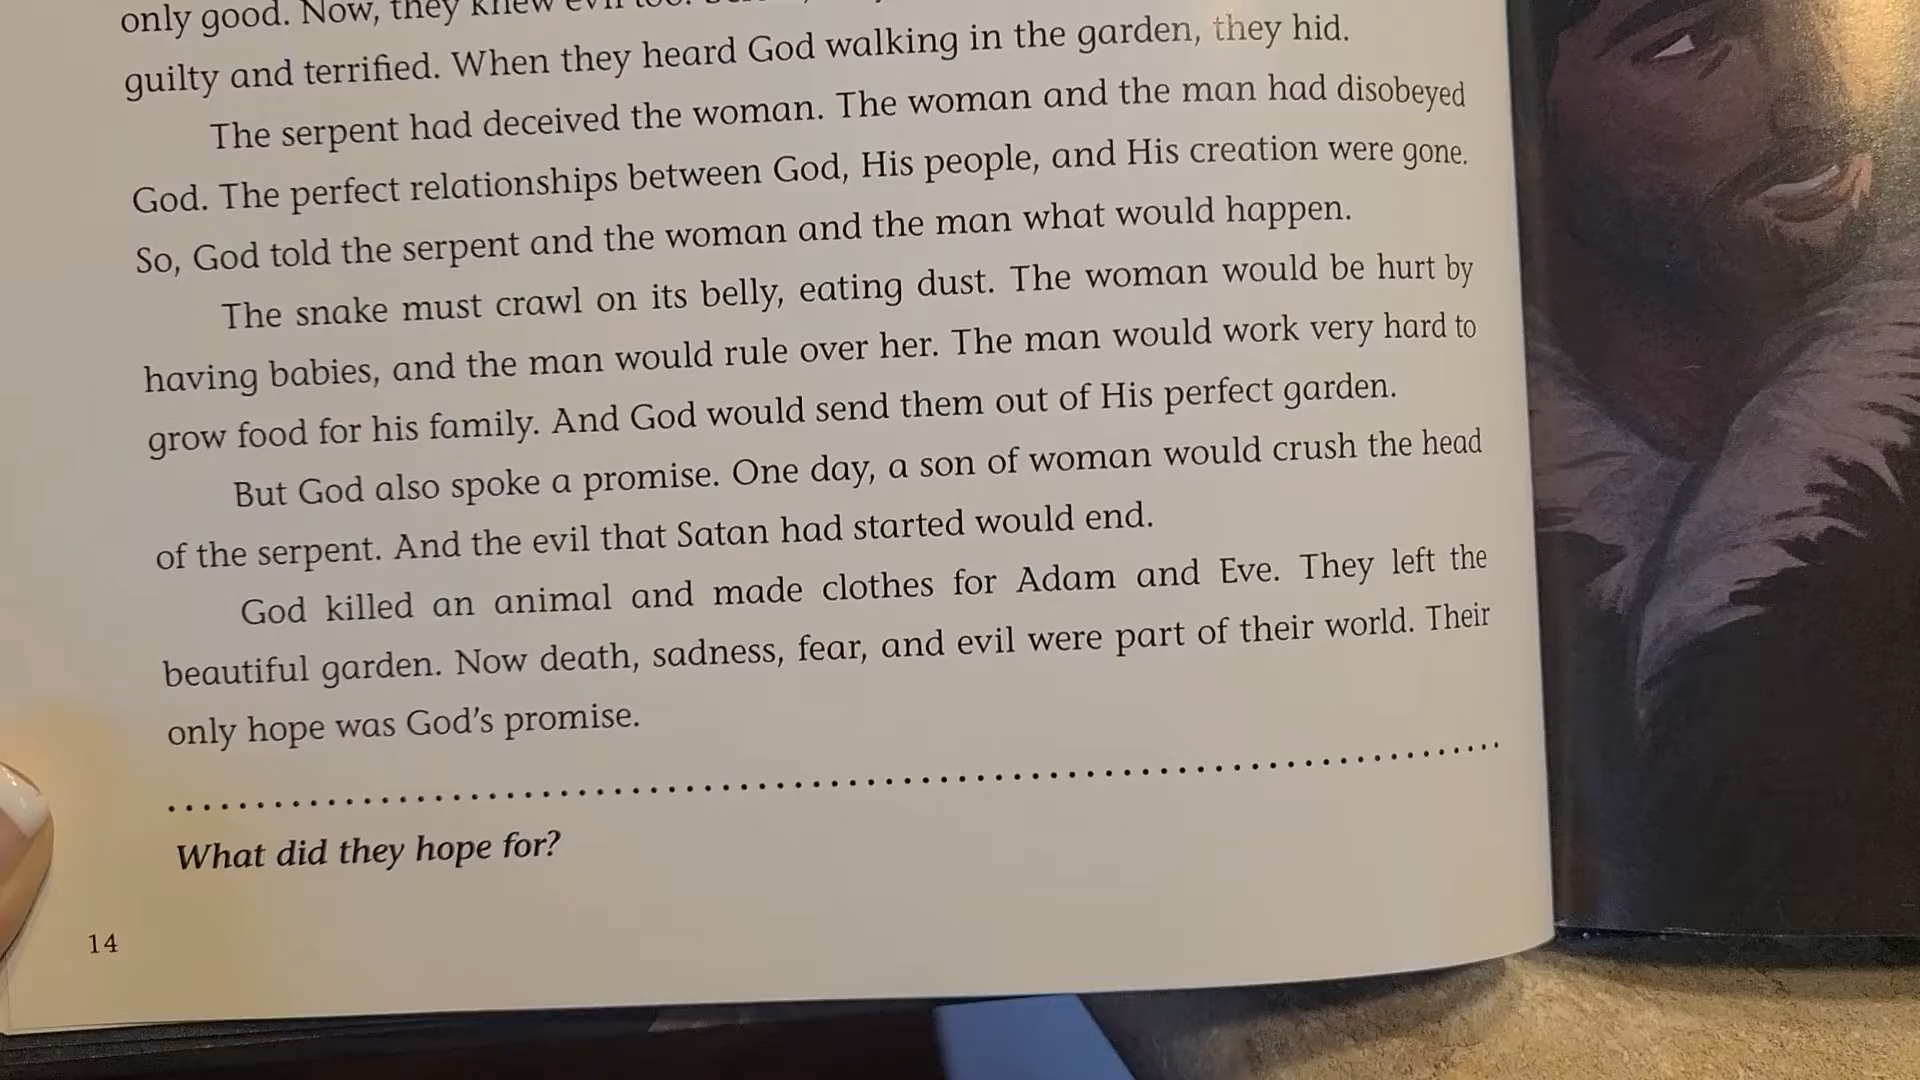 only good. Now, they knew evil too.
guilty and terrified. When they heard God walking in the garden, they hid.
The serpent had deceived the woman. The woman and the man had disobeyed
God. The perfect relationships between God, His people, and His creation were gone.
So, God told the serpent and the woman and the man what would happen.
The snake must crawl on its belly, eating dust. The woman would be hurt by
having babies, and the man would rule over her. The man would work very hard to
grow food for his family. And God would send them out of His perfect garden.
But God also spoke a promise. One day, a son of woman would crush the head
of the serpent. And the evil that Satan had started would end.
God killed an animal and made clothes for Adam and Eve. They left the
beautiful garden. Now death, sadness, fear, and evil were part of their world. Their
only hope was God's promise.
What did they hope for?
14